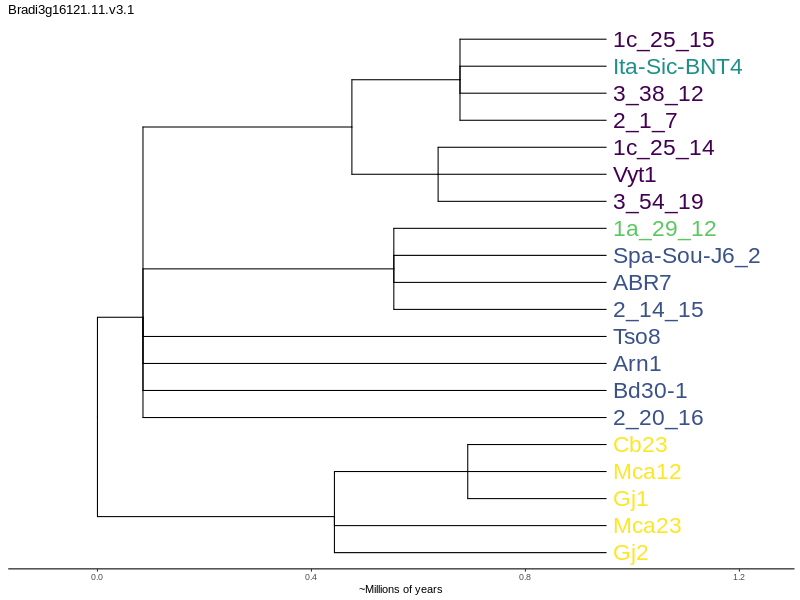 Bradi3g16121.11.v3.1
1c_25_15
Ita-Sic-BNT4
3_38_12
2_1_7
1c_25_14
Vyt1
3_54_19
1a_29_12
Spa-Sou-J6_2
ABR7
2_14_15
Tso8
Arn1
Bd30-1
2_20_16
Cb23
Mca12
Gj1
Mca23
Gj2
0.0 0.4 0.8 1.2
~Millions of years